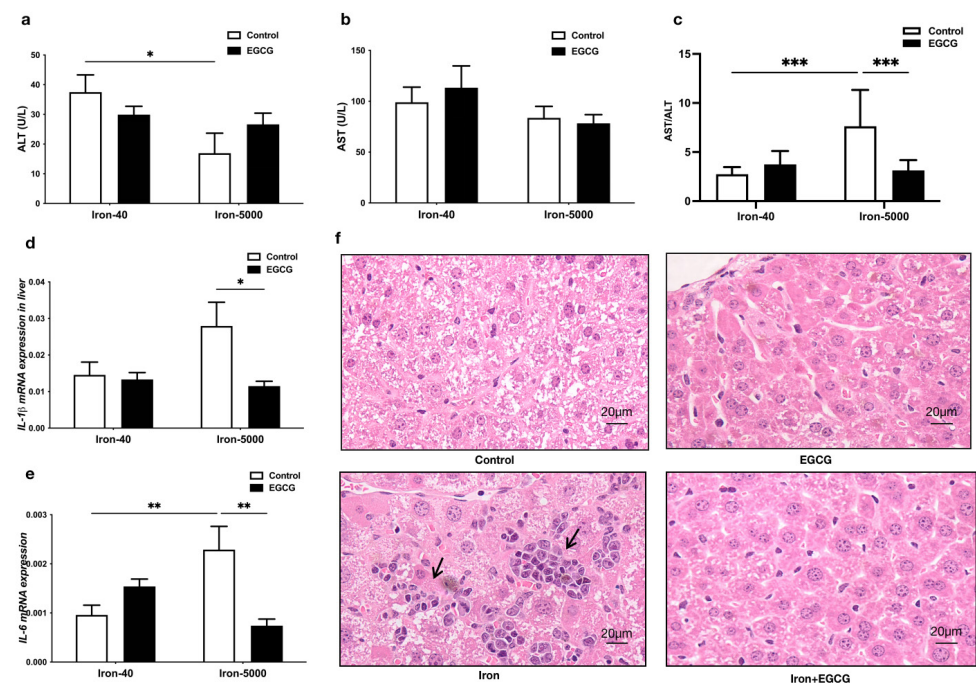 a
Control
EGCG
*
ALT (U/L)
50
40
30
20
10
0
Iron-40 Iron-5000
b
Control
EGCG
AST (U/L)
150
100
50
0
Iron-40 Iron-5000
c
Control
EGCG
*** ***
AST/ALT
15
10
5
0
Iron-40 Iron-5000
d
Control
EGCG
*
IL-1β mRNA expression in liver
0.04
0.03
0.02
0.01
0.00
Iron-40 Iron-5000
e
Control
EGCG
** **
IL-6 mRNA expression
0.003
0.002
0.001
0.000
Iron-40 Iron-5000
f
20μm
Control
20μm
EGCG
20μm
Iron
20μm
Iron+EGCG